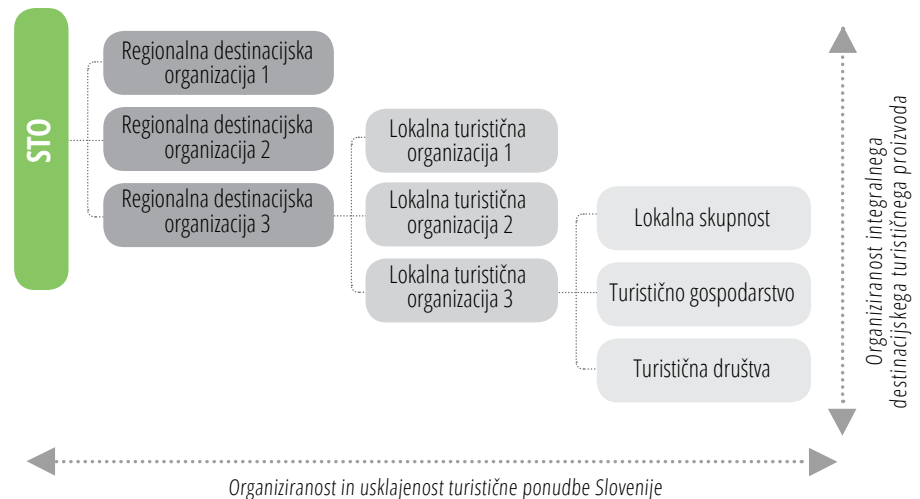 STO
Regionalna destinacijska
organizacija 1
Regionalna destinacijska
organizacija 2
Regionalna destinacijska
organizacija 3
Lokalna turistična
organizacija 1
Lokalna turistična
organizacija 2
Lokalna turistična
organizacija 3
Lokalna skupnost
Turistično gospodarstvo
Turistična društva
Organiziranost integralnega
destinacijskega turističnega proizvoda
Organiziranost in usklajenost turistične ponudbe Slovenije